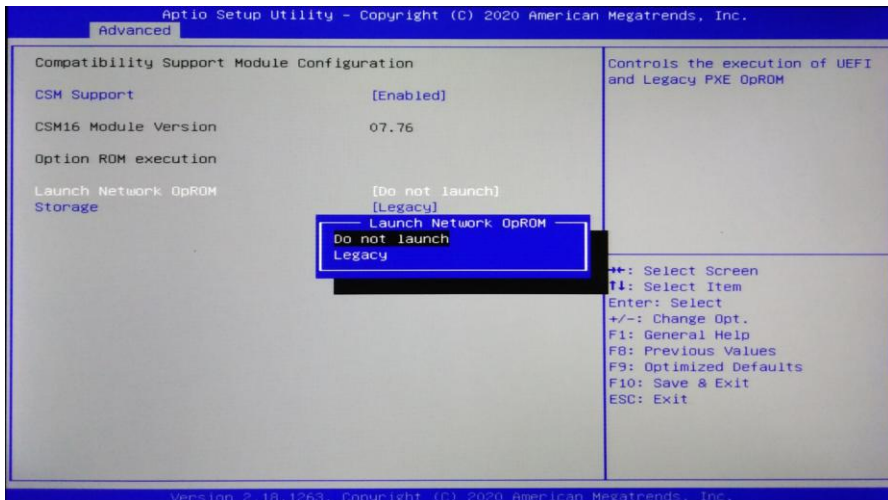 Aptio Setup Utility - Copyright (C) 2020 American Megatrends, Inc.
Advanced
Compatibility Support Module Configuration
CSM Support [Enabled]
CSM16 Module Version 07.76
Option ROM execution
Launch Network OpROM [Do not launch]
Storage [Legacy]
Launch Network OpROM
Do not launch
Legacy
Controls the execution of UEFI
and Legacy PXE OpROM
→←: Select Screen
↑↓: Select Item
Enter: Select
+/-: Change Opt.
F1: General Help
F8: Previous Values
F9: Optimized Defaults
F10: Save & Exit
ESC: Exit
Version 2.18.1263. Copyright (C) 2020 American Megatrends, Inc.